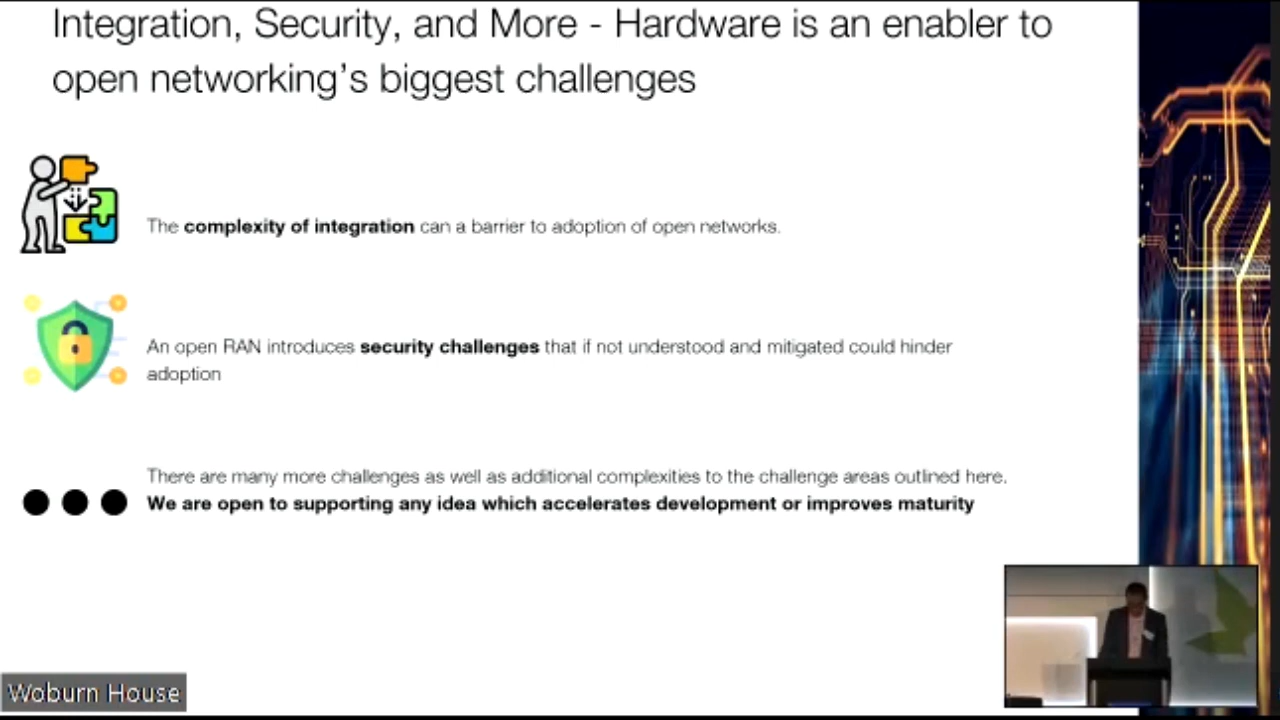 Integration, Security, and More - Hardware is an enabler to
open networking's biggest challenges
The complexity of integration can a barrier to adoption of open networks.
An open RAN introduces security challenges that if not understood and mitigated could hinder
adoption
There are many more challenges as well as additional complexities to the challenge areas outlined here.
We are open to supporting any idea which accelerates development or improves maturity
Woburn House